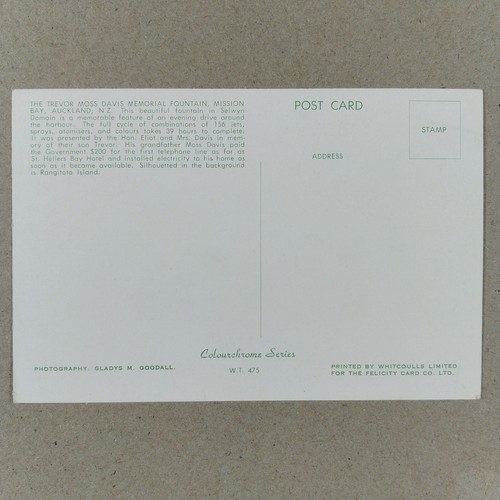 THE TREVOR MOSS DAVIS MEMORIAL FOUNTAIN, MISSION
BAY, AUCKLAND, N.Z. This beautiful fountain in Selwyn
Domain is a memorable feature of an evening drive around
the harbour. The full cycle of combinations of 156 jets,
sprays, atomisers, and colours takes 39 hours to complete.
It was presented by the Hon. Eliot and Mrs. Davis in mem-
ory of their son Trevor. His grandfather Moss Davis paid
the Government $200 for the first telephone line as far as
St. Heliers Bay Hotel and installed electricity to his home as
soon as it became available. Silhouetted in the background
is Rangitoto Island.
POST CARD
STAMP
ADDRESS
Colourchrome Series
W.T. 475
PHOTOGRAPHY: GLADYS M. GOODALL.
PRINTED BY WHITCOULLS LIMITED
FOR THE FELICITY CARD CO. LTD.